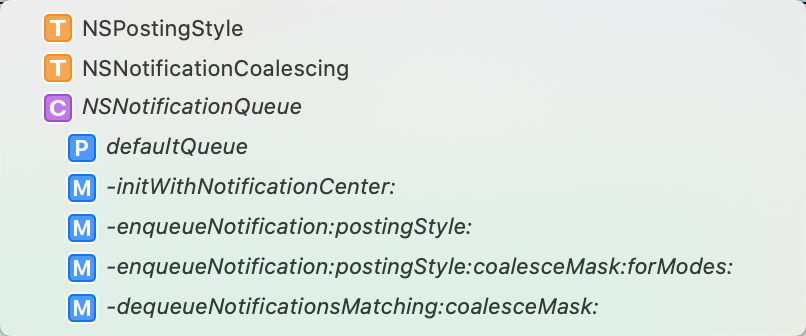 T NSPostingStyle
T NSNotificationCoalescing
C NSNotificationQueue
P defaultQueue
M -initWithNotificationCenter:
M -enqueueNotification:postingStyle:
M -enqueueNotification:postingStyle:coalesceMask:forModes:
M -dequeueNotificationsMatching:coalesceMask: